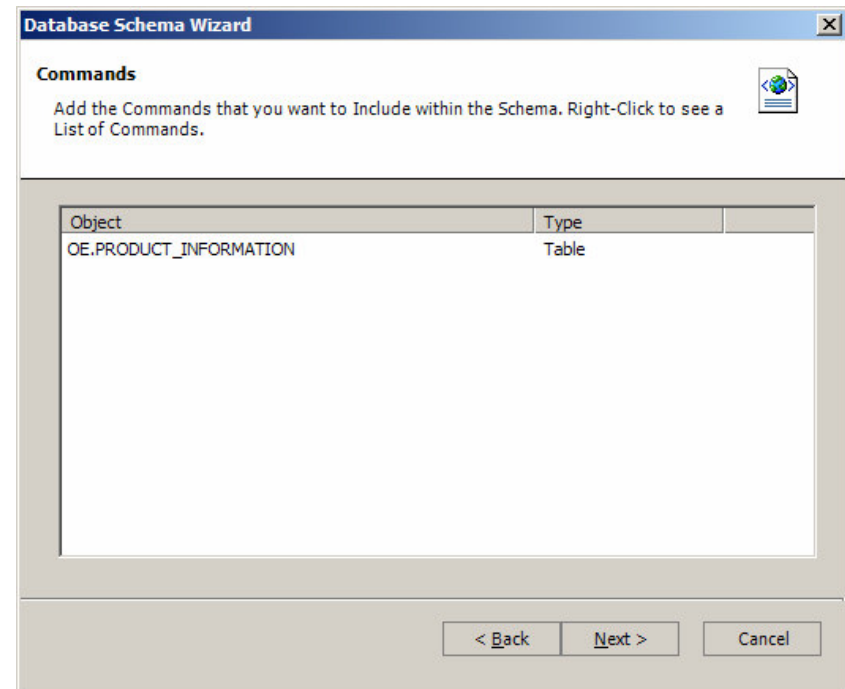 Database Schema Wizard
Commands
Add the Commands that you want to Include within the Schema. Right-Click to see a
List of Commands.
Object Type
OE.PRODUCT_INFORMATION Table
< Back Next > Cancel